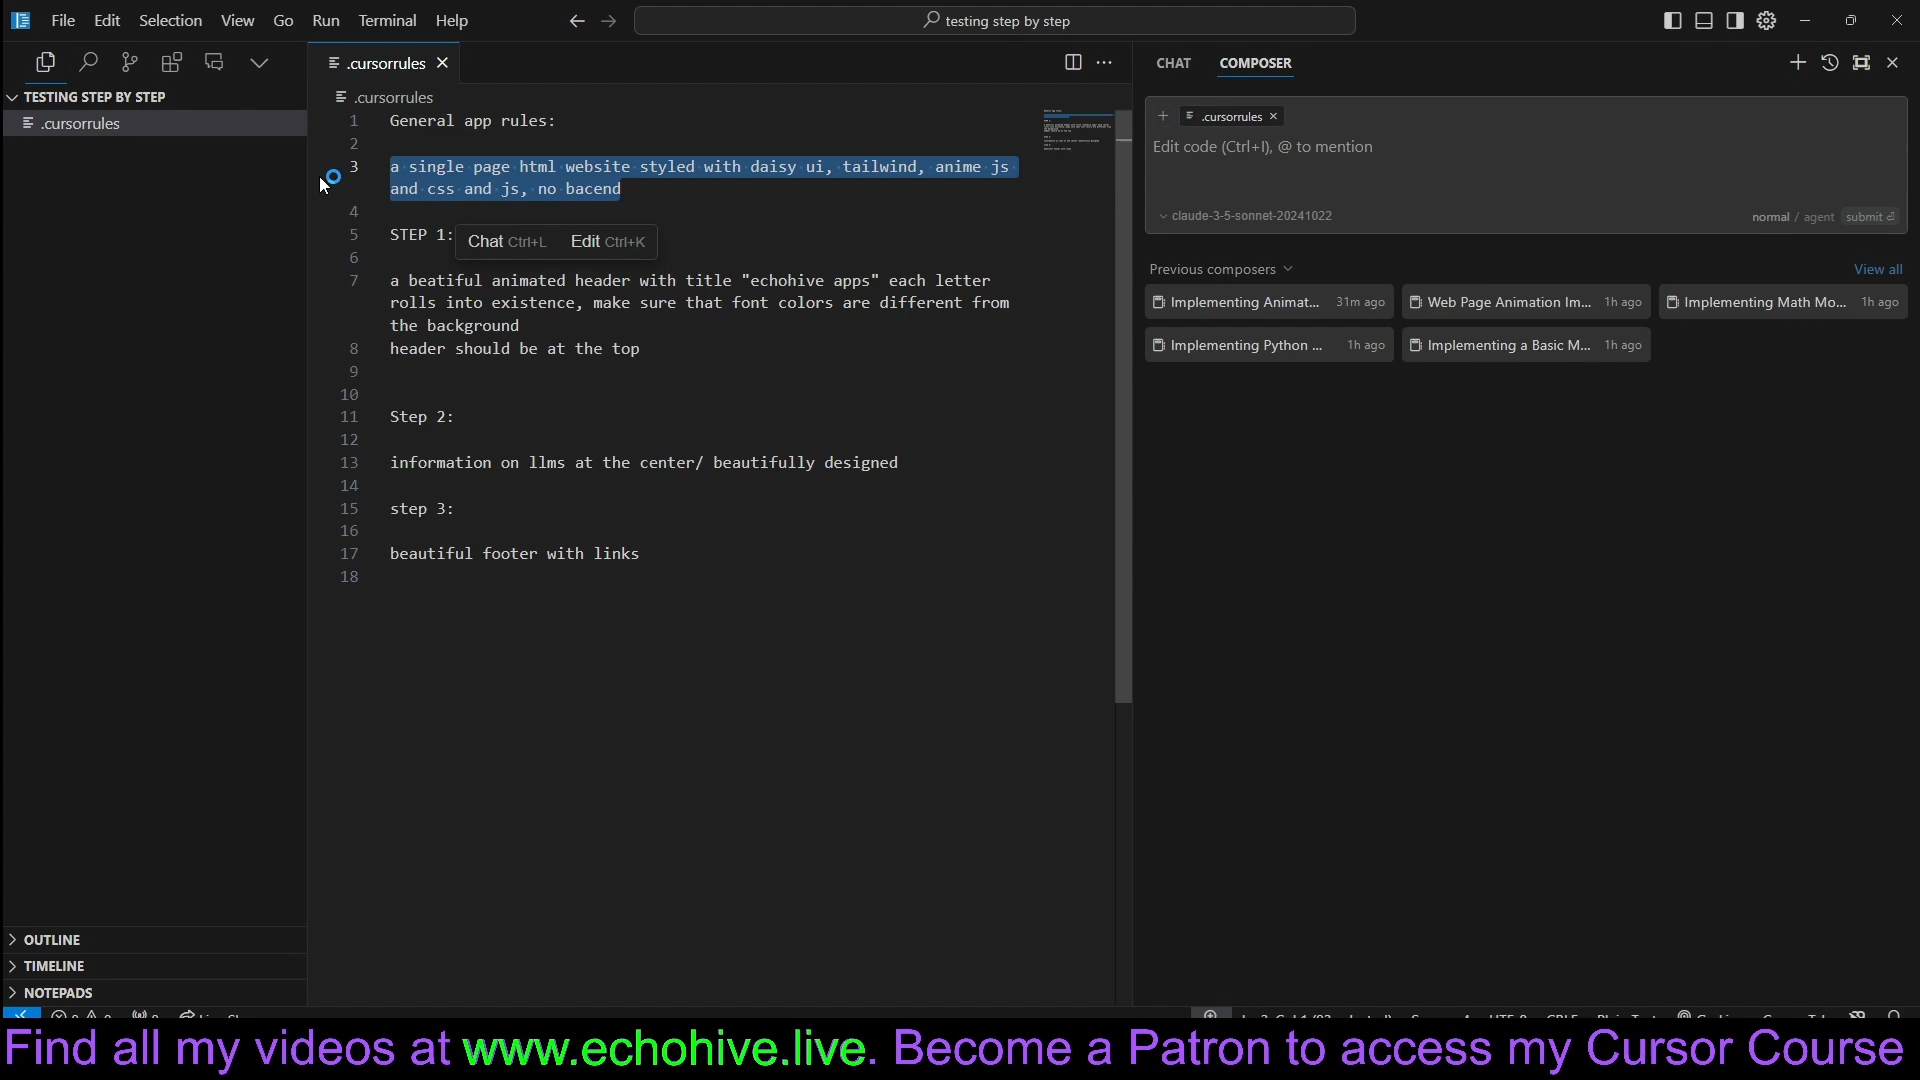 File Edit Selection View Go Run Terminal Help
testing step by step
TESTING STEP BY STEP
.cursorrules
OUTLINE
TIMELINE
NOTEPADS
.cursorrules
.cursorrules
1 General app rules:
2
3 a single page html website styled with daisy ui, tailwind, anime js
and css and js, no bacend
4
5 STEP 1:
Chat Ctrl+L Edit Ctrl+K
6
7 a beatiful animated header with title "echohive apps" each letter
rolls into existence, make sure that font colors are different from
the background
8 header should be at the top
9
10
11 Step 2:
12
13 information on llms at the center/ beautifully designed
14
15 step 3:
16
17 beautiful footer with links
18
CHAT COMPOSER
.cursorrules
Edit code (Ctrl+I), @ to mention
claude-3-5-sonnet-20241022
normal / agent submit
Previous composers View all
Implementing Animat... 31m ago
Web Page Animation Im... 1h ago
Implementing Math Mo... 1h ago
Implementing Python ... 1h ago
Implementing a Basic M... 1h ago
Find all my videos at www.echohive.live. Become a Patron to access my Cursor Course